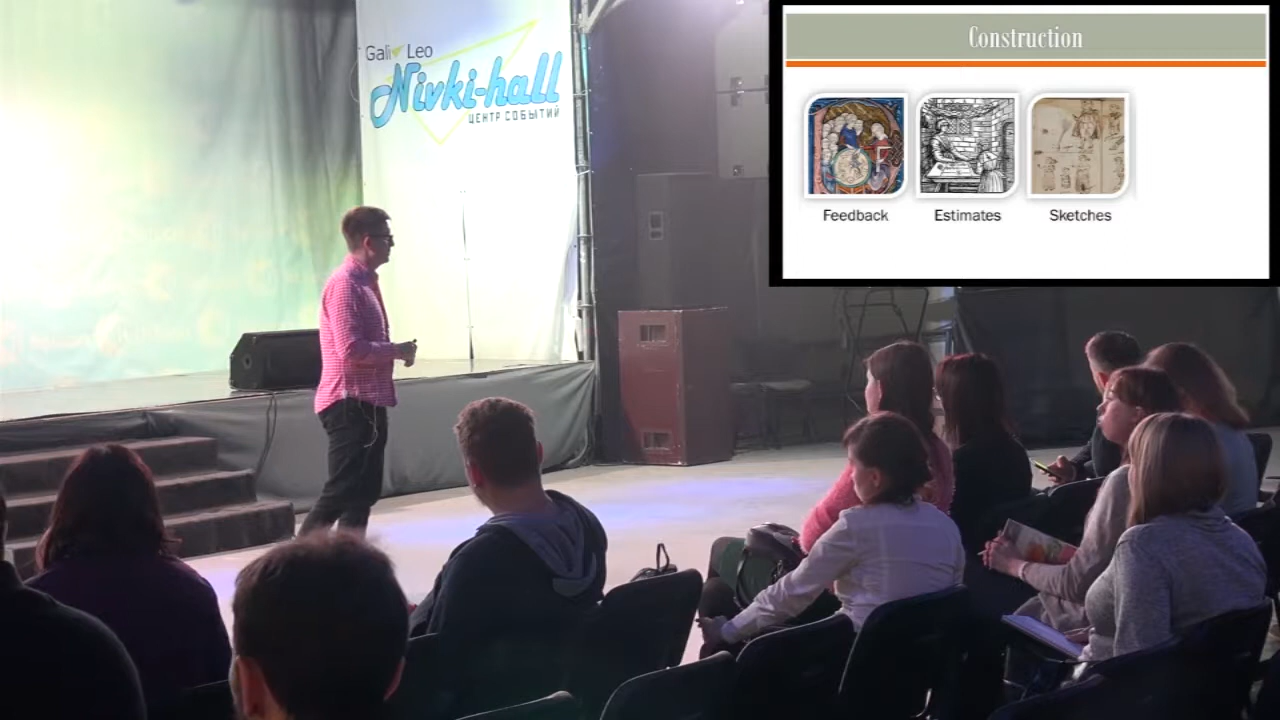 Gali Leo
Nivki-hall
ЦЕНТР СОБЫТИЙ
Construction
Feedback
Estimates
Sketches